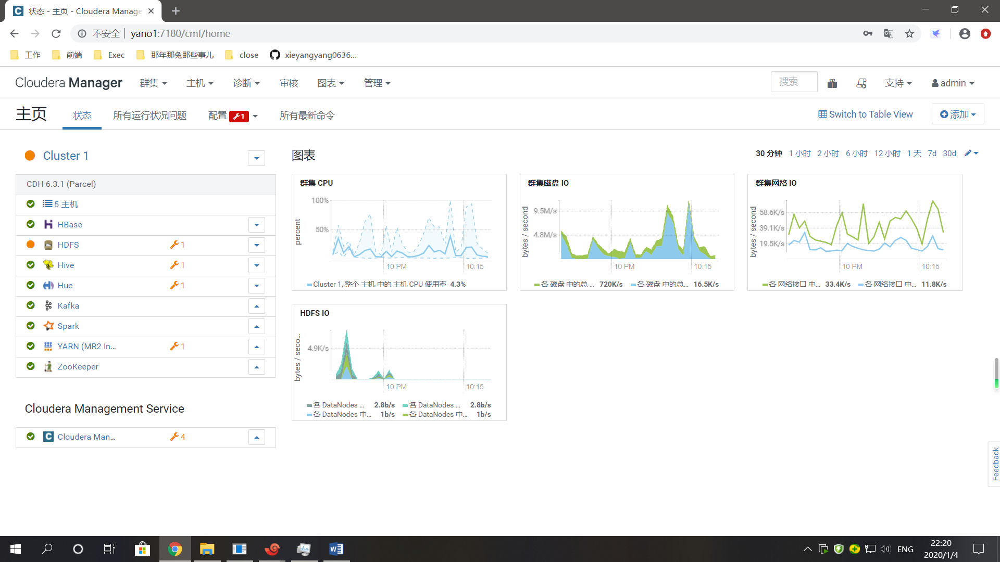 状态 - 主页 - Cloudera Manage
不安全 | yano1:7180/cmf/home
工作 前端 Exec 那年那兔那些事儿 close xieyangyang0636...
Cloudera Manager 群集 主机 诊断 审核 图表 管理 搜索 支持 admin
主页 状态 所有运行状况问题 配置 1 所有最新命令 Switch to Table View 添加
Cluster 1
CDH 6.3.1 (Parcel)
5 主机
HBase
HDFS 1
Hive 1
Hue 1
Kafka
Spark
YARN (MR2 In... 1
ZooKeeper
Cloudera Management Service
Cloudera Man... 4
图表
30 分钟 1 小时 2 小时 6 小时 12 小时 1 天 7d 30d
群集 CPU
percent
100%
50%
10 PM 10:15
Cluster 1, 整个 主机 中的 主机 CPU 使用率 4.3%
群集磁盘 IO
bytes / second
9.5M/s
4.8M/s
10 PM 10:15
各 磁盘 中的总 ... 720K/s 各 磁盘 中的总... 16.5K/s
群集网络 IO
bytes / second
58.6K/s
39.1K/s
19.5K/s
10 PM 10:15
各 网络接口 中... 33.4K/s 各 网络接口 中... 11.8K/s
HDFS IO
bytes / seco...
4.9K/s
10 PM 10:15
各 DataNodes ... 2.8b/s 各 DataNodes ... 2.8b/s
各 DataNodes 中... 1b/s 各 DataNodes 中... 1b/s
Feedback
ENG
22:20
2020/1/4